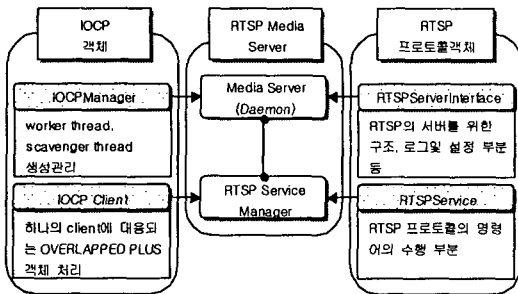 IOCP
객체
IOCPManager
worker thread,
scavenger thread
생성관리
IOCP Client
하나의 client에 대응되
는 OVERLAPPED PLUS
객체 처리
RTSP Media
Server
Media Server
(Daemon)
RTSP Service
Manager
RTSP
프로토콜객체
RTSPServerInterface
RTSP의 서버를 위한
구조, 로그및 설정 부분
등
RTSPService
RTSP 프로토콜의 명령
어의 수행 부분